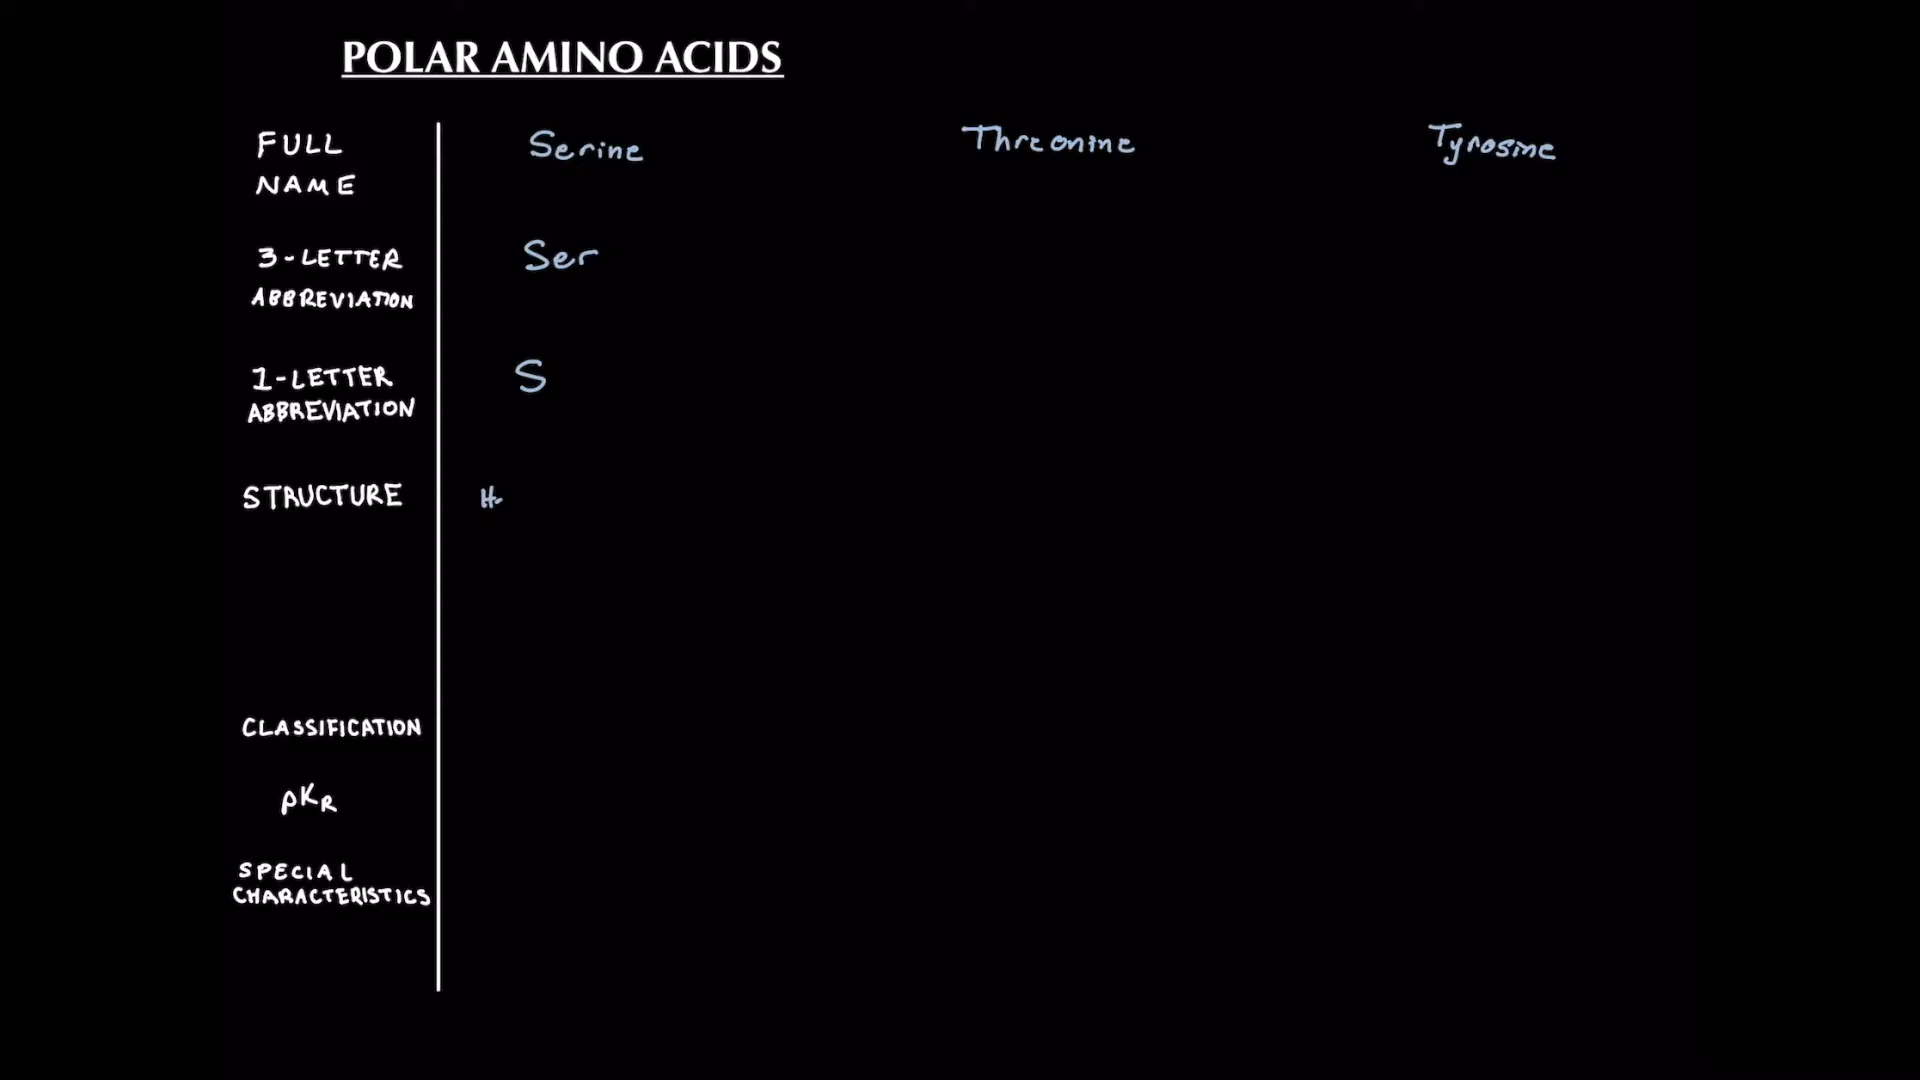 POLAR AMINO ACIDS
FULL NAME Serine Threonine Tyrosine
3-LETTER ABBREVIATION Ser
1-LETTER ABBREVIATION S
STRUCTURE H-
CLASSIFICATION
pKR
SPECIAL CHARACTERISTICS